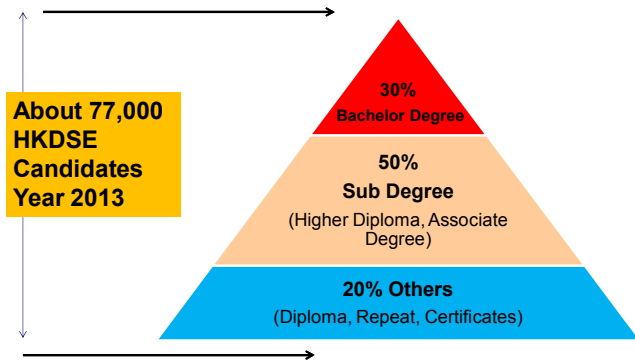 About 77,000
HKDSE
Candidates
Year 2013
30%
Bachelor Degree
50%
Sub Degree
(Higher Diploma, Associate
Degree)
20% Others
(Diploma, Repeat, Certificates)